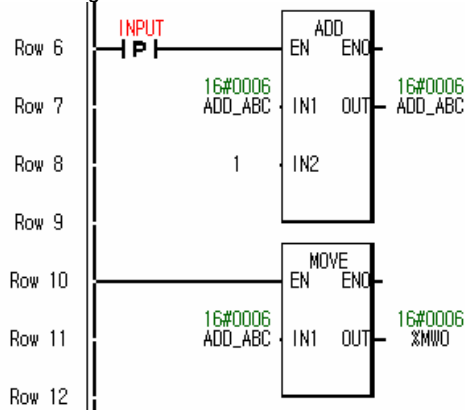 INPUT
ADD
Row 6 P EN ENO
16#0006 16#0006
Row 7 ADD_ABC IN1 OUT ADD_ABC
Row 8 1 IN2
Row 9
MOVE
Row 10 EN ENO
16#0006 16#0006
Row 11 ADD_ABC IN1 OUT %MW0
Row 12